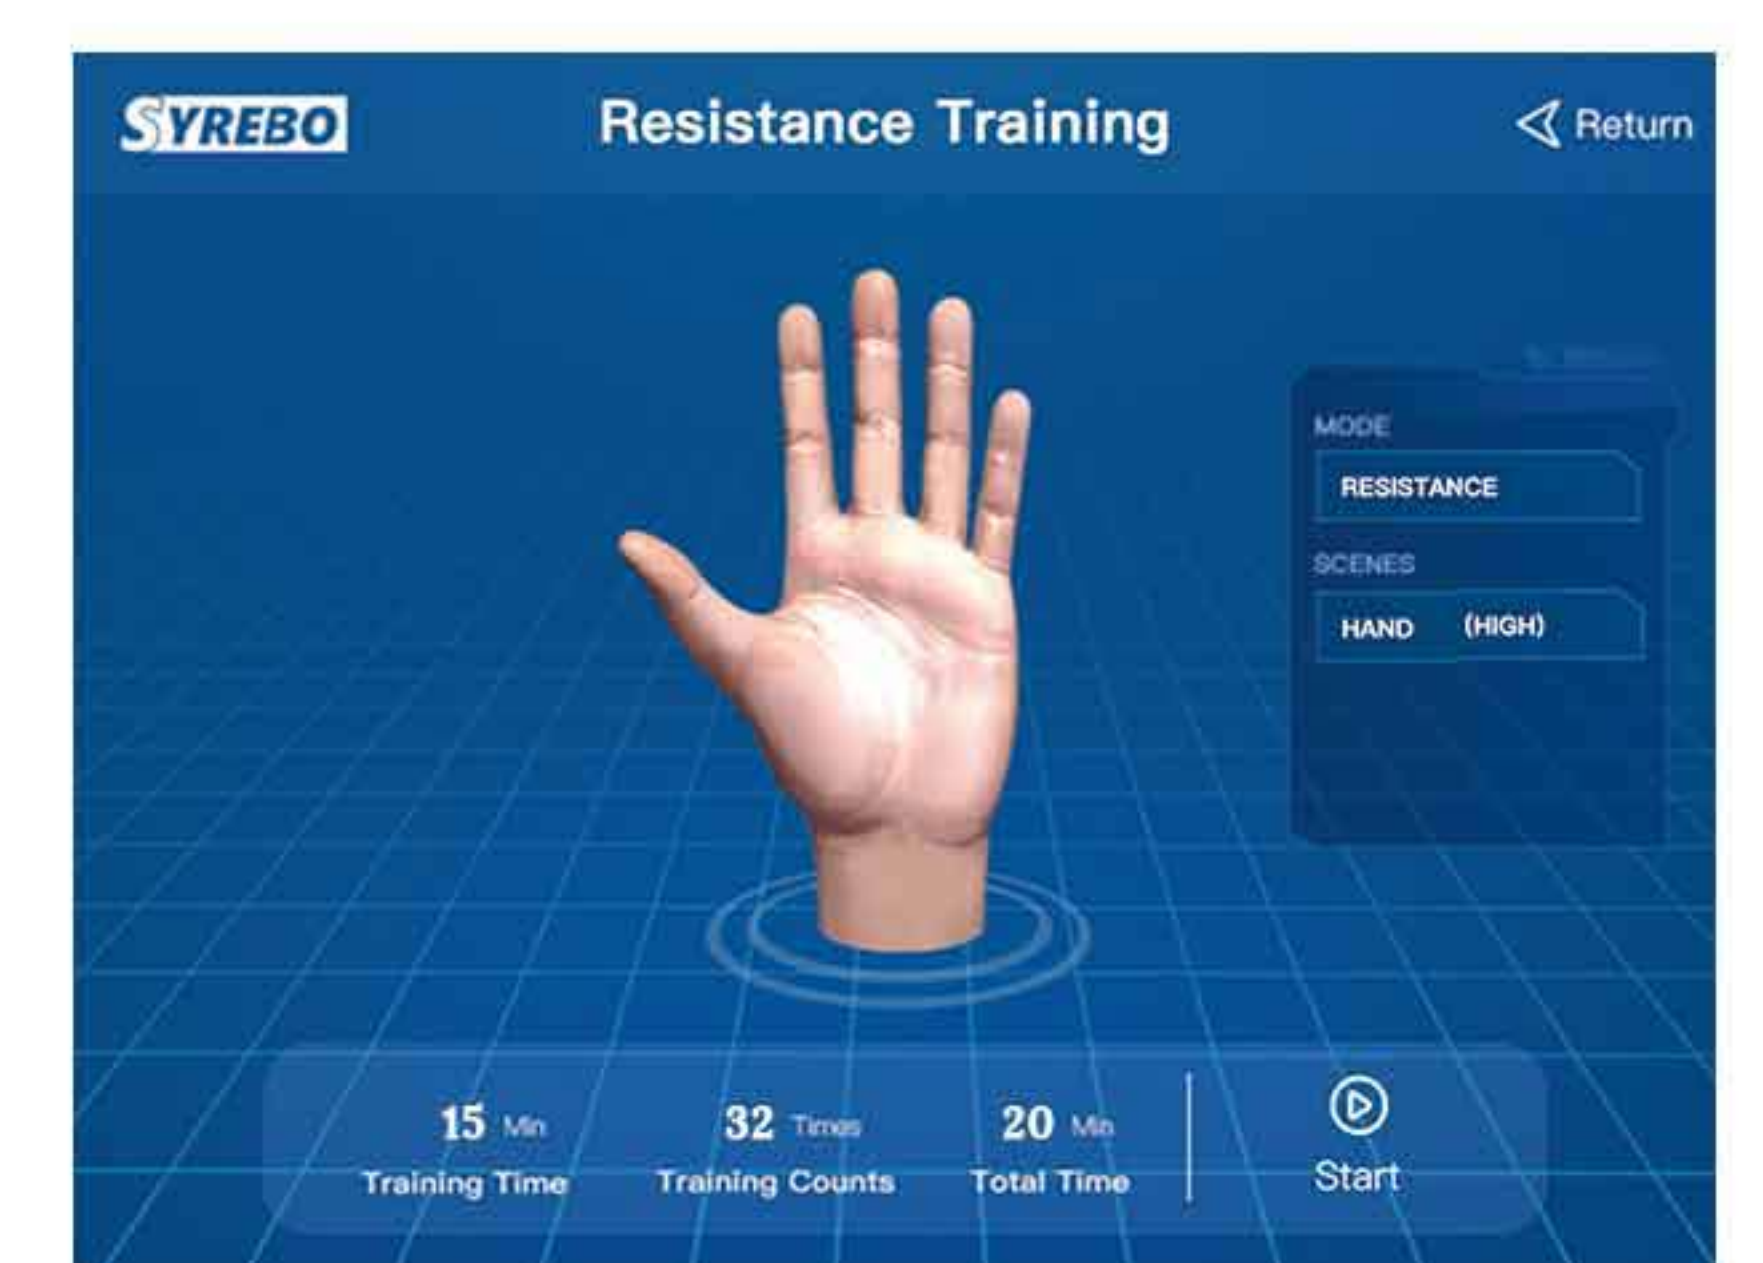 SYREBO
Resistance Training
Return
MODE
RESISTANCE
SCENES
HAND (HIGH)
15 Min
Training Time
32 Times
Training Counts
20 Min
Total Time
Start